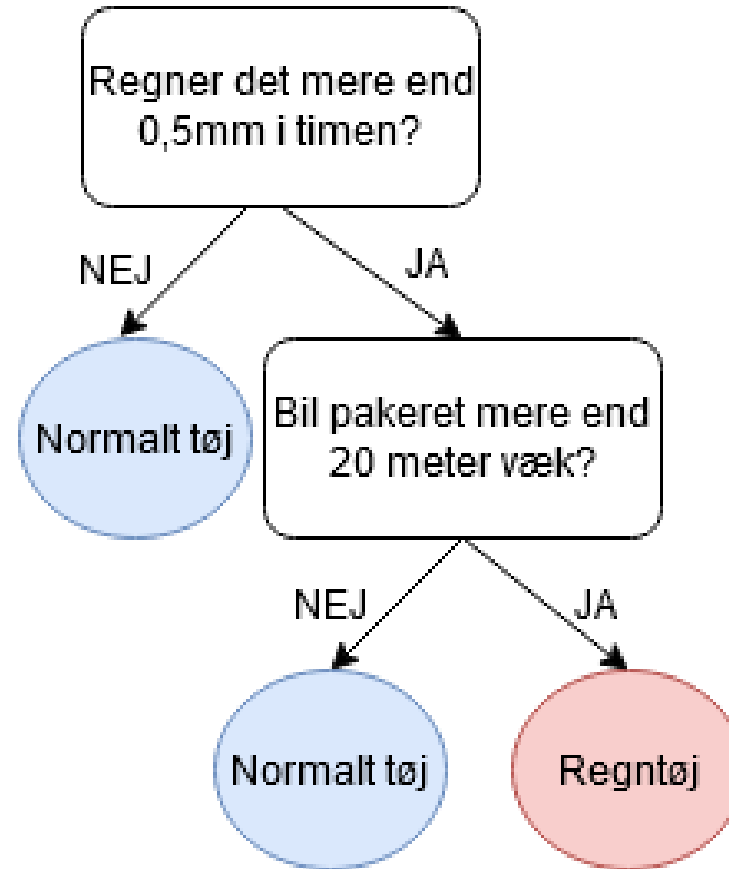 Regner det mere end
0,5mm i timen?
NEJ
JA
Normalt tøj
Bil pakeret mere end
20 meter væk?
NEJ
JA
Normalt tøj
Regntøj